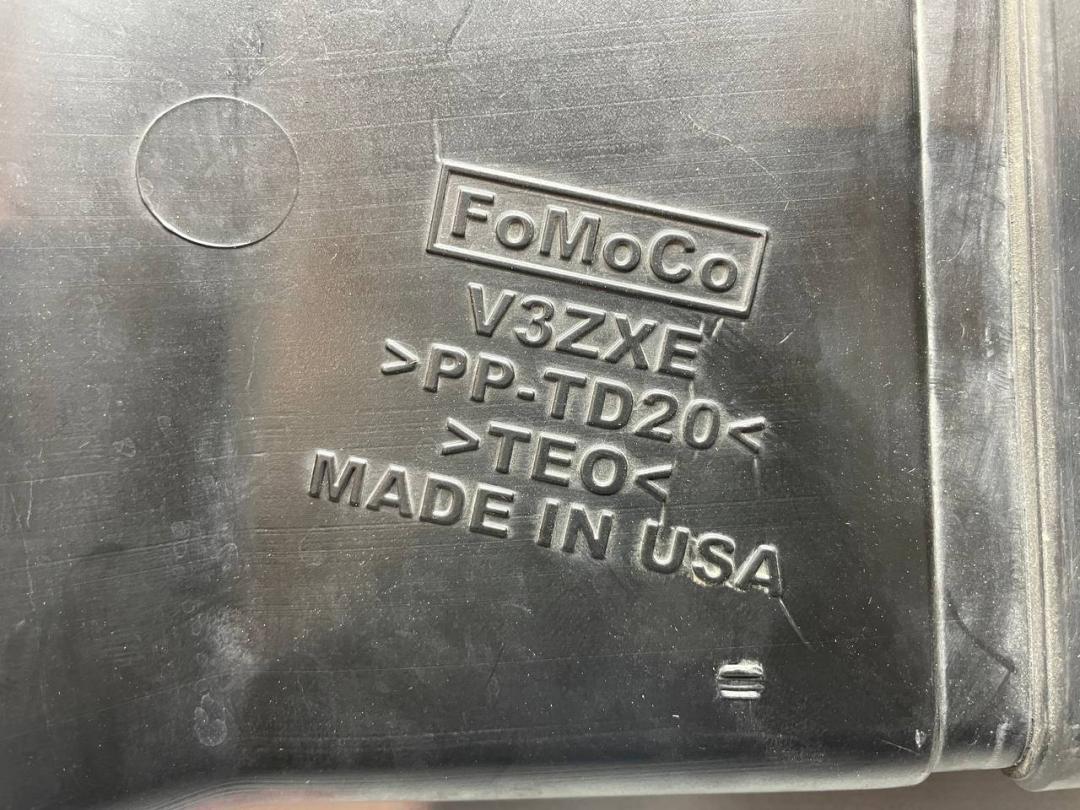 FoMoCo
V3ZXE
>PP-TD20<
>TEO<
MADE IN USA